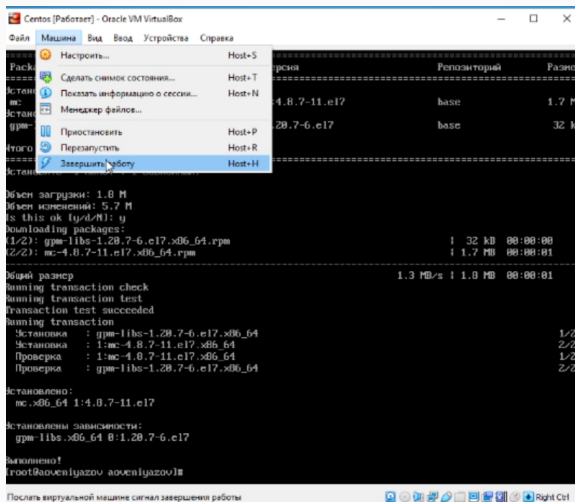 Centos [Работает] - Oracle VM VirtualBox
Файл Машина Вид Ввод Устройства Справка
Настроить... Host+S
Сделать снимок состояния... Host+T
Показать информацию о сессии... Host+N
Менеджер файлов... 
Приостановить Host+P
Перезапустить Host+R
Завершить работу Host+H
Репозиторий
mc :4.8.7-11.el7 base 1.7
gpm- .20.7-6.el7 base 32 k
Объем загрузки: 1.8 M
Объем изменений: 5.7 M
Is this ok [y/d/N]: y
Downloading packages:
(1/2): gpm-libs-1.20.7-6.el7.x86_64.rpm | 32 kB 00:00:00
(2/2): mc-4.8.7-11.el7.x86_64.rpm | 1.7 MB 00:00:01
Общий размер 1.3 MB/s | 1.8 MB 00:00:01
Running transaction check
Running transaction test
Transaction test succeeded
Running transaction
Установка : gpm-libs-1.20.7-6.el7.x86_64 1/2
Установка : 1:mc-4.8.7-11.el7.x86_64 2/2
Проверка : 1:mc-4.8.7-11.el7.x86_64 1/2
Проверка : gpm-libs-1.20.7-6.el7.x86_64 2/2
Установлено:
mc.x86_64 1:4.8.7-11.el7
Установлены зависимости:
gpm-libs.x86_64 0:1.20.7-6.el7
Выполнено!
[root@aoveniyazov aoveniyazov]#
Послать виртуальной машине сигнал завершения работы Right Ctrl